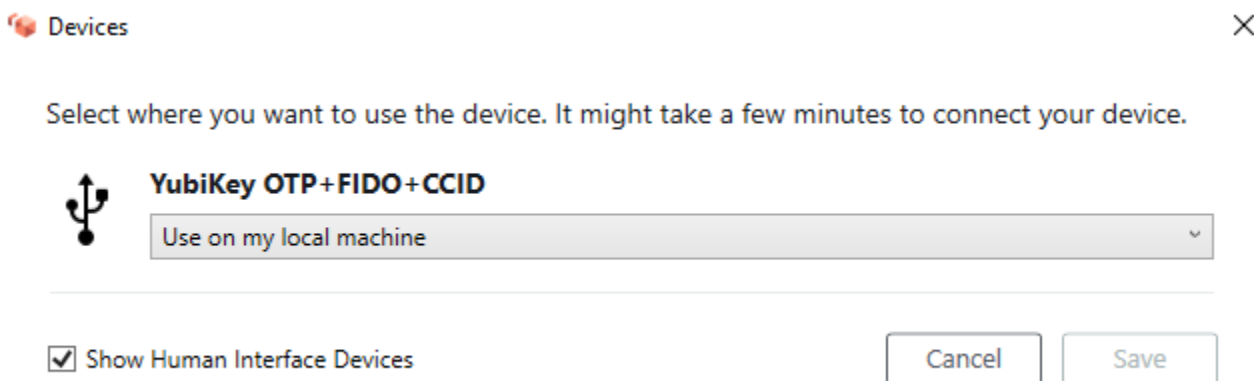 Devices
Select where you want to use the device. It might take a few minutes to connect your device.
YubiKey OTP+FIDO+CCID
Use on my local machine
Show Human Interface Devices
Cancel
Save